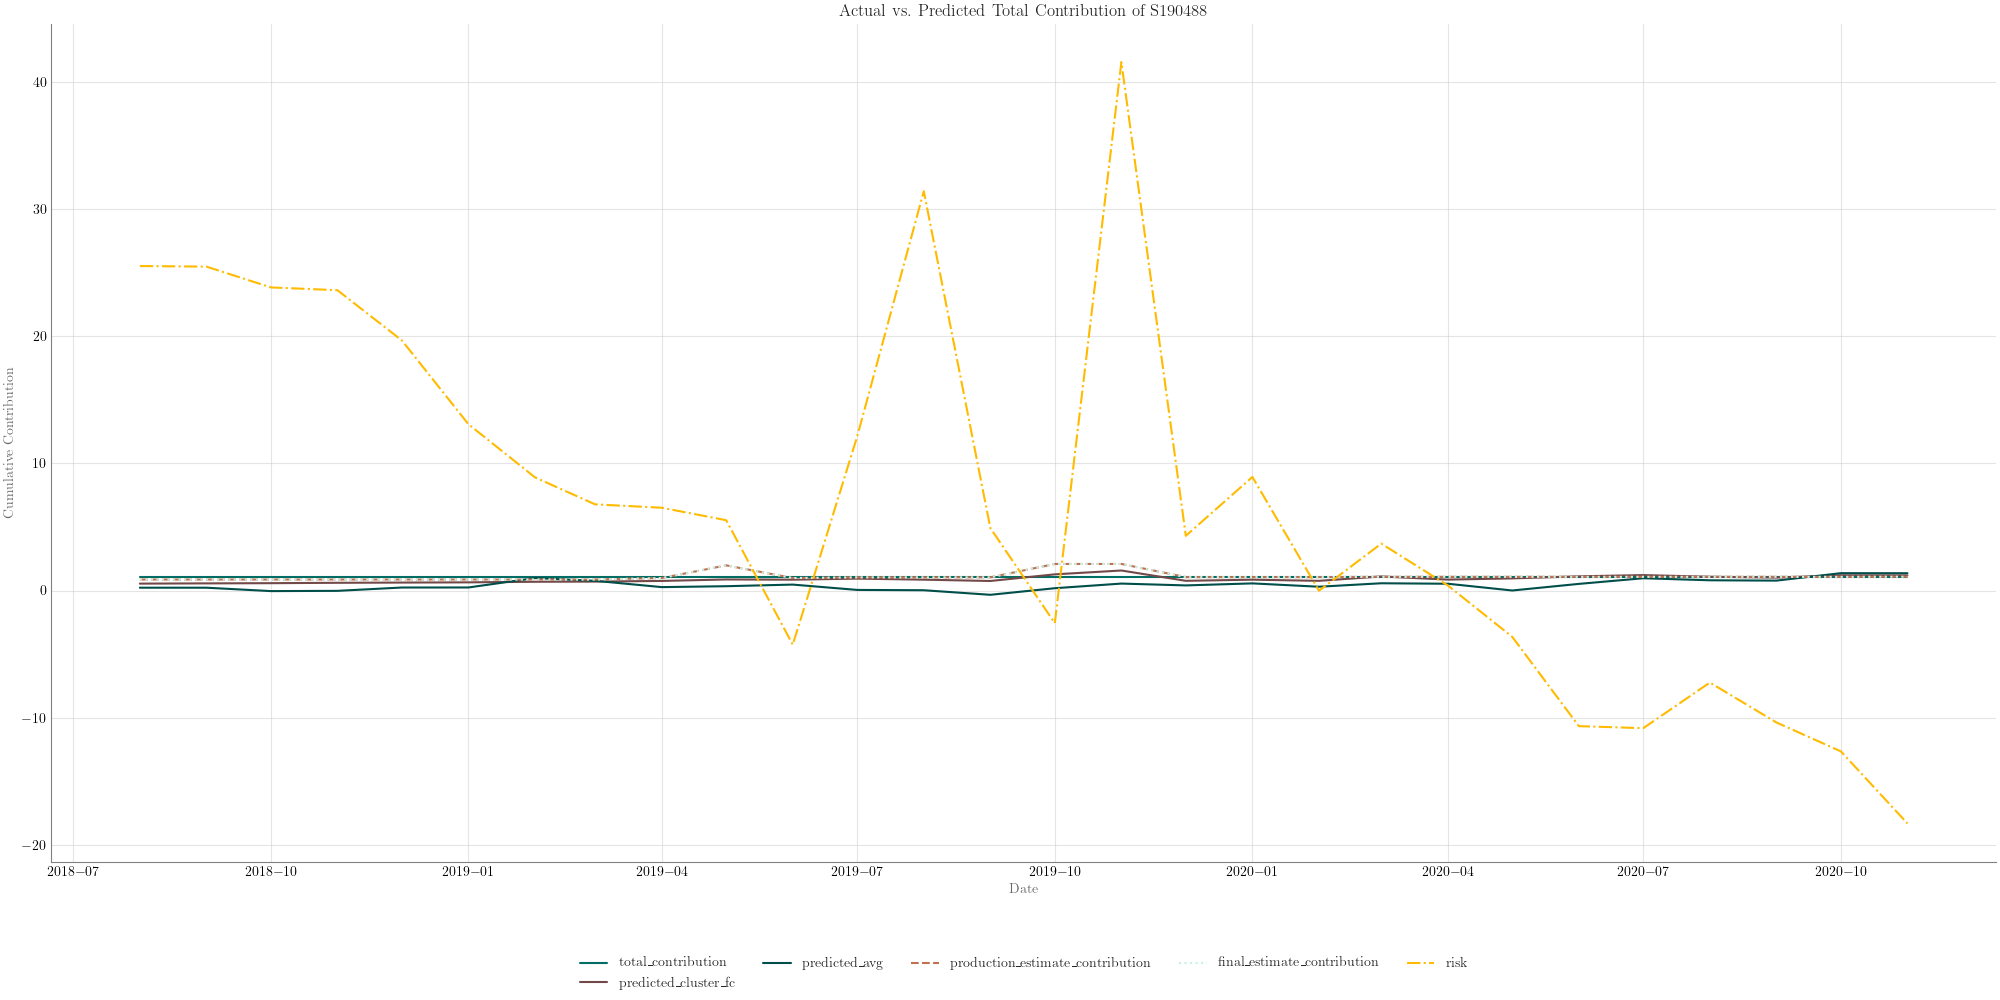 Actual vs. Predicted Total Contribution of S190488
40
30
20
10
0
−10
−20
Cumulative Contribution
2018−07 2018−10 2019−01 2019−04 2019−07 2019−10 2020−01 2020−04 2020−07 2020−10
Date
total_contribution predicted_avg production_estimate_contribution final_estimate_contribution risk
predicted_cluster_fc